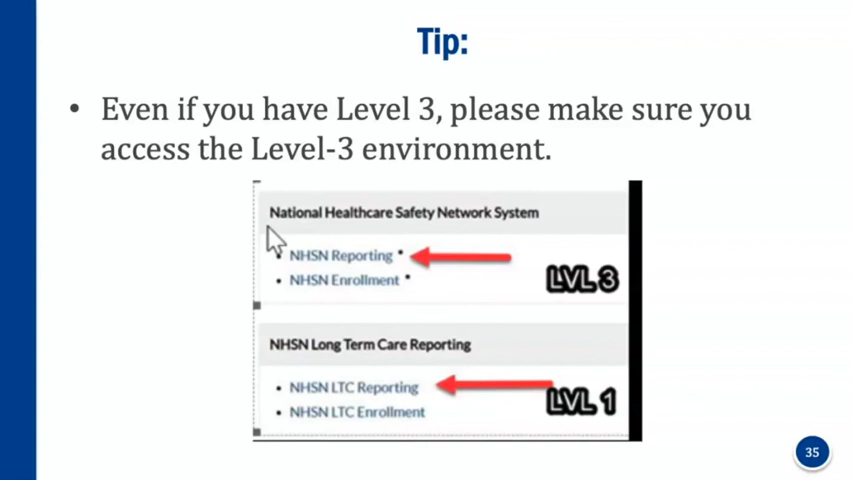 Tip:
• Even if you have Level 3, please make sure you
access the Level-3 environment.
National Healthcare Safety Network System
• NHSN Reporting *
• NHSN Enrollment *
LVL 3
NHSN Long Term Care Reporting
• NHSN LTC Reporting
• NHSN LTC Enrollment
LVL 1
35